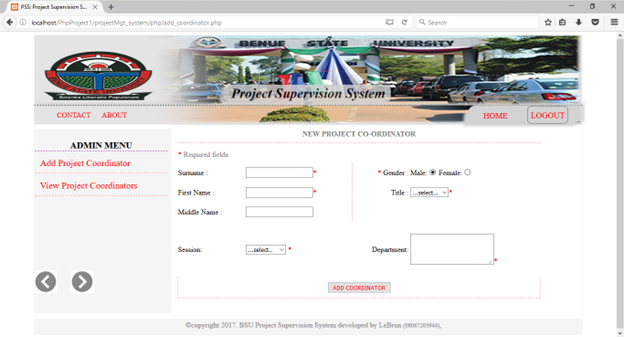 PSS: Project Supervision S...
localhost/PhpProject1/projectMgt_system/php/add_coordinator.php
Search
BENUE STATE UNIVERSITY
Project Supervision System
CONTACT ABOUT
HOME LOGOUT
ADMIN MENU
Add Project Coordinator
View Project Coordinators
NEW PROJECT CO-ORDINATOR
* Required fields
Surname : *
* Gender : Male: Female:
First Name : *
Title : ...select... *
Middle Name :
Session: ...select.. *
Department: *
ADD COORDINATOR
©copyright 2017. BSU Project Supervision System developed by LeBrun (08067203944),